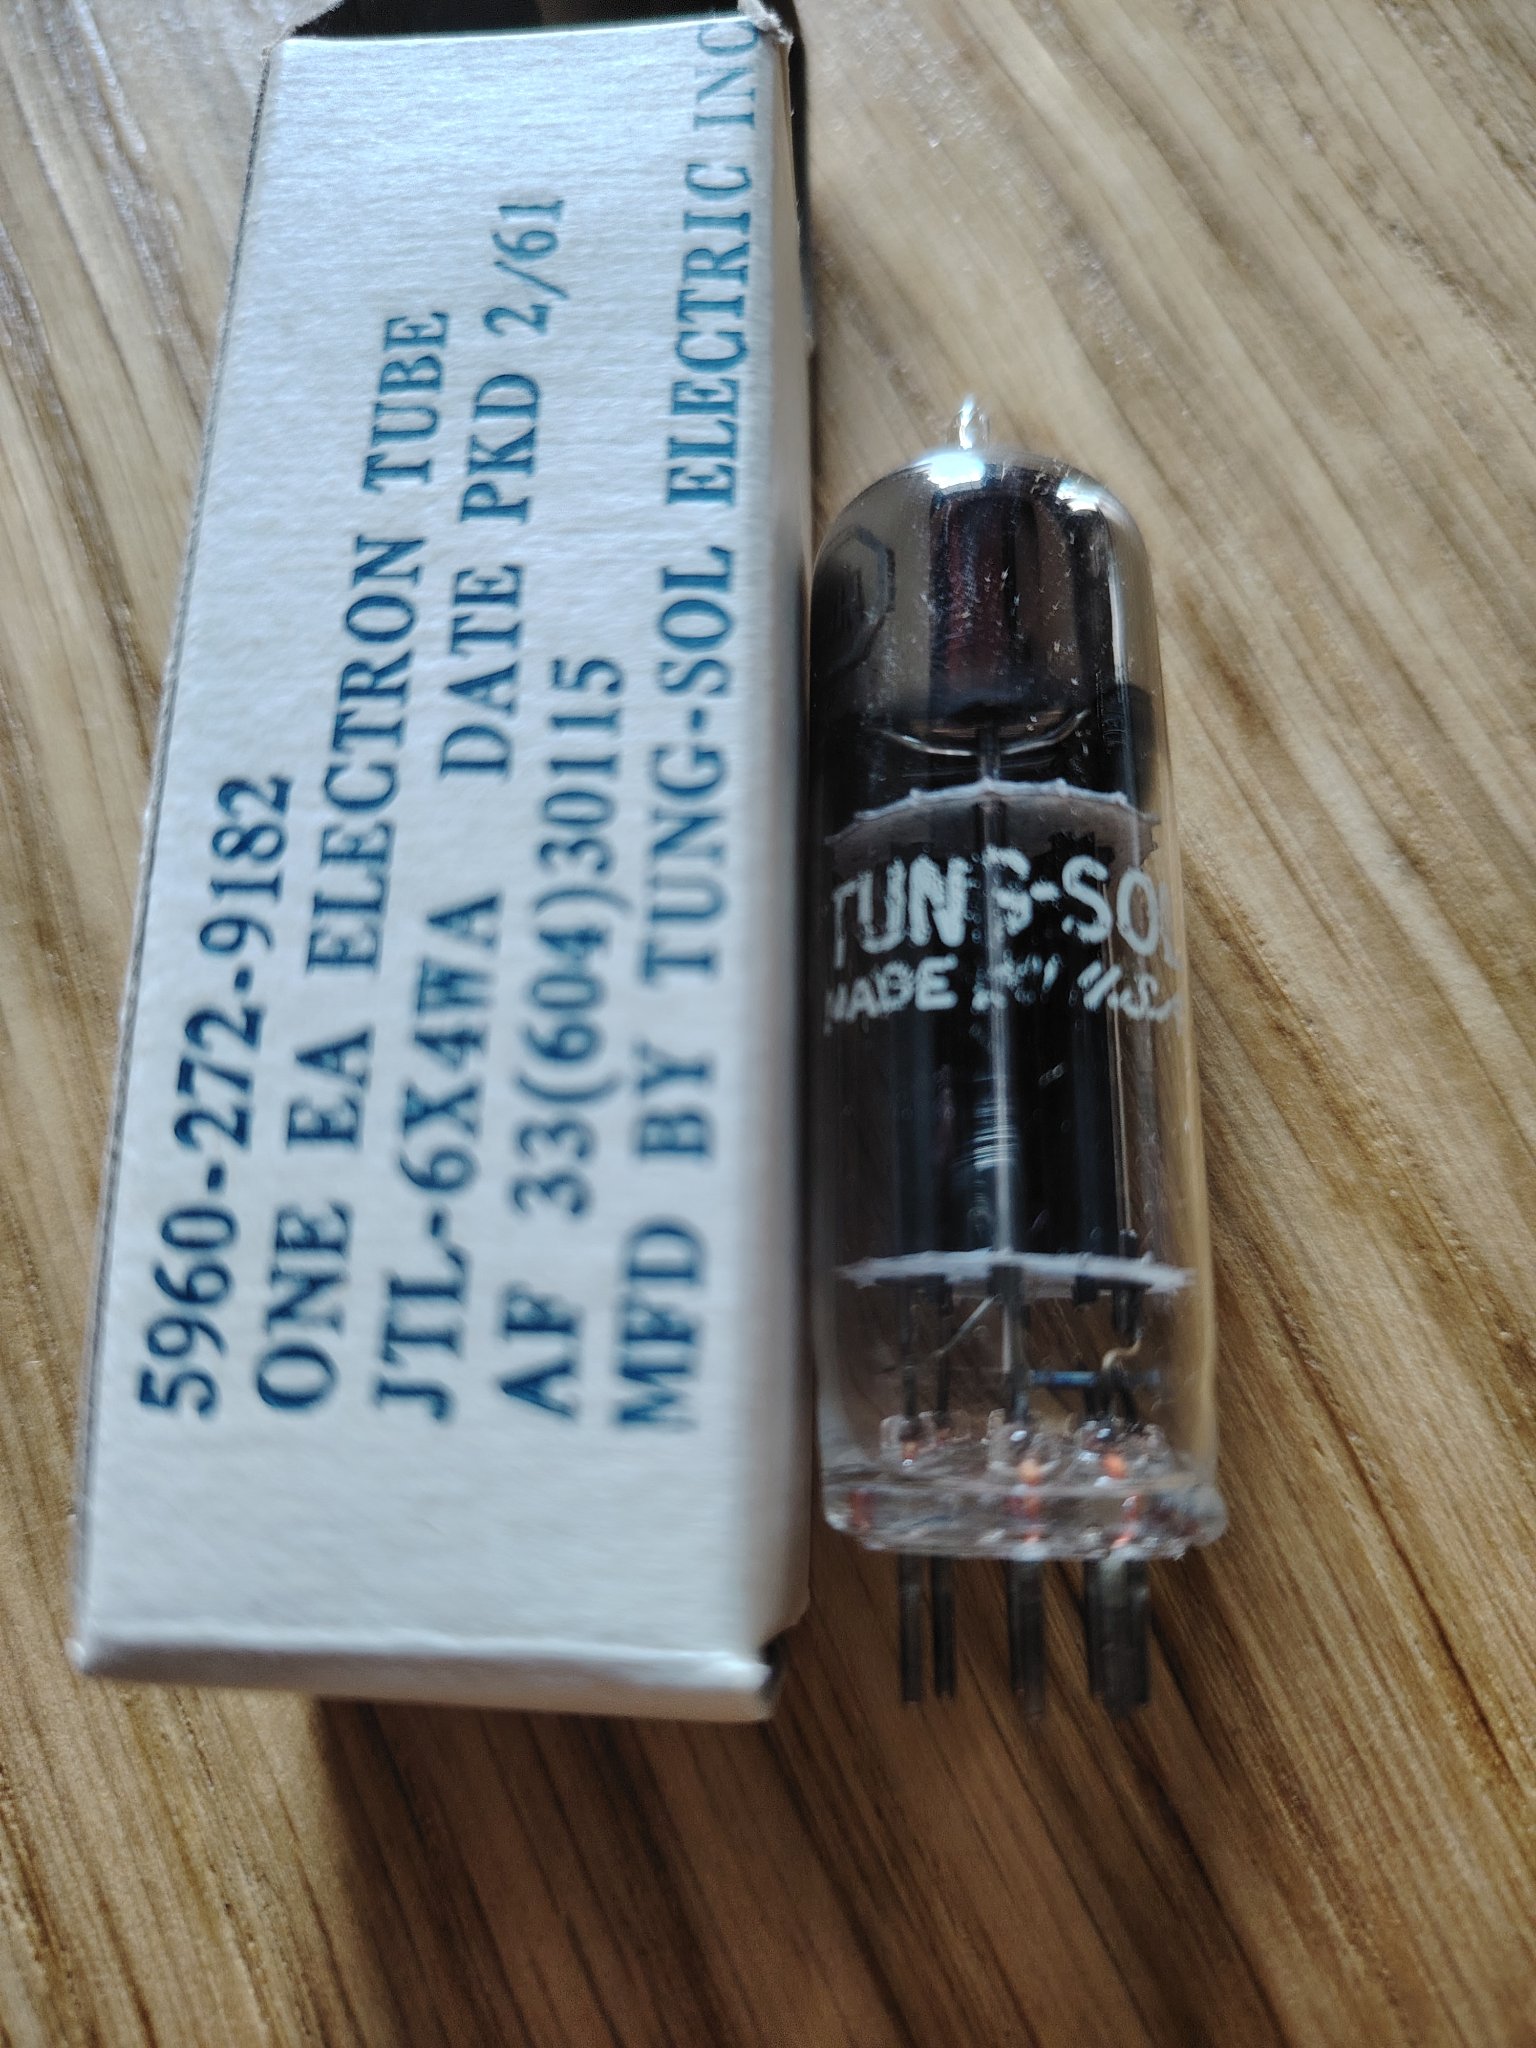 5960-272-9182
ONE EA ELECTRON TUBE
JTL-6X4WA DATE PKD 2/61
AF 33(604)30115
MFD BY TUNG-SOL ELECTRIC INC
TUNG-SOL
MADE IN U.S.A